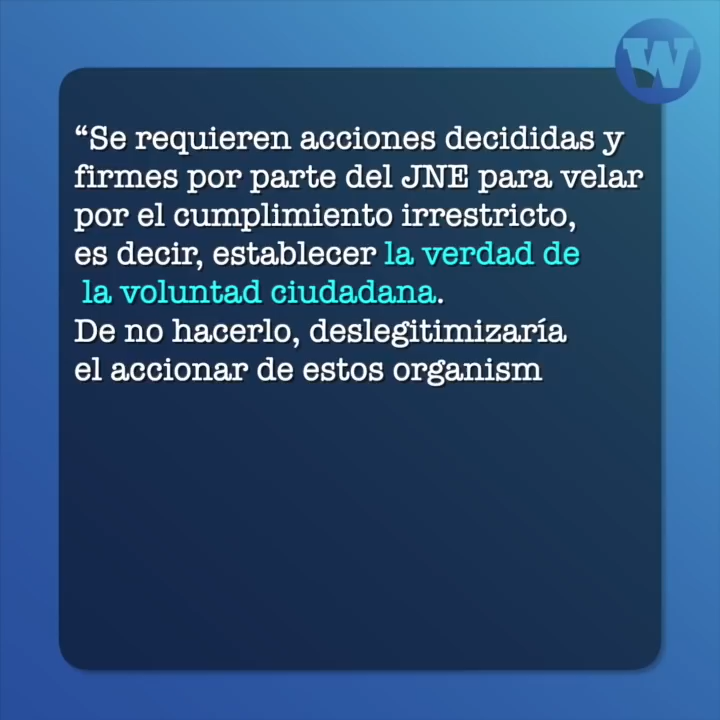 W
“Se requieren acciones decididas y
firmes por parte del JNE para velar
por el cumplimiento irrestricto,
es decir, establecer la verdad de
la voluntad ciudadana.
De no hacerlo, deslegitimizaría
el accionar de estos organism